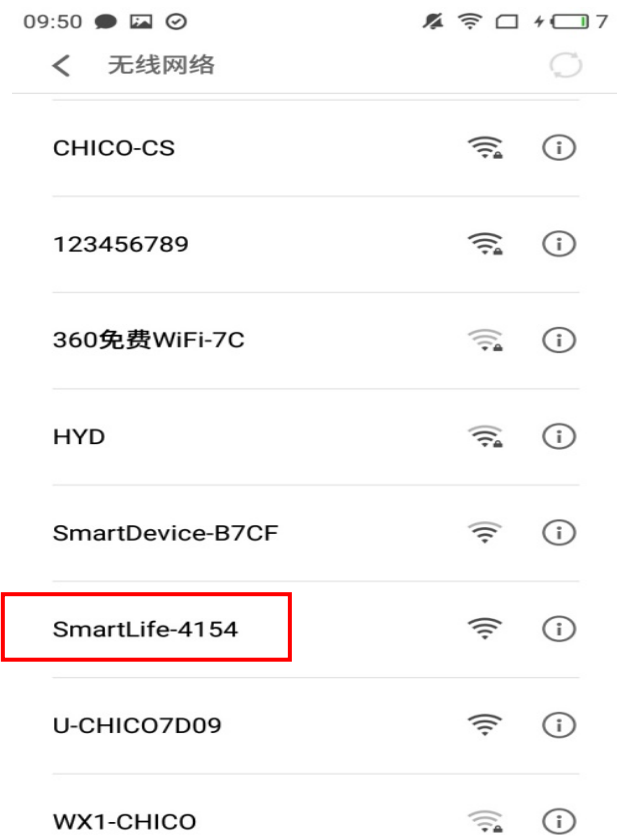 09:50 7
无线网络
CHICO-CS
123456789
360免费WiFi-7C
HYD
SmartDevice-B7CF
SmartLife-4154
U-CHICO7D09
WX1-CHICO